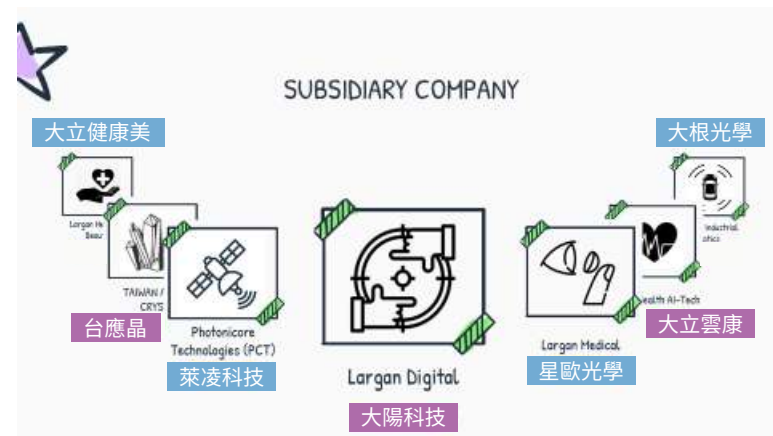 SUBSIDIARY COMPANY
大立健康美
大根光學
Largan
Industrial
TAIWAN /
CRYS
台應晶
Photonicore
Technologies (PCT)
萊凌科技
Largan Digital
大陽科技
Largan Medical
星歐光學
ealth AI-Tech
大立雲康